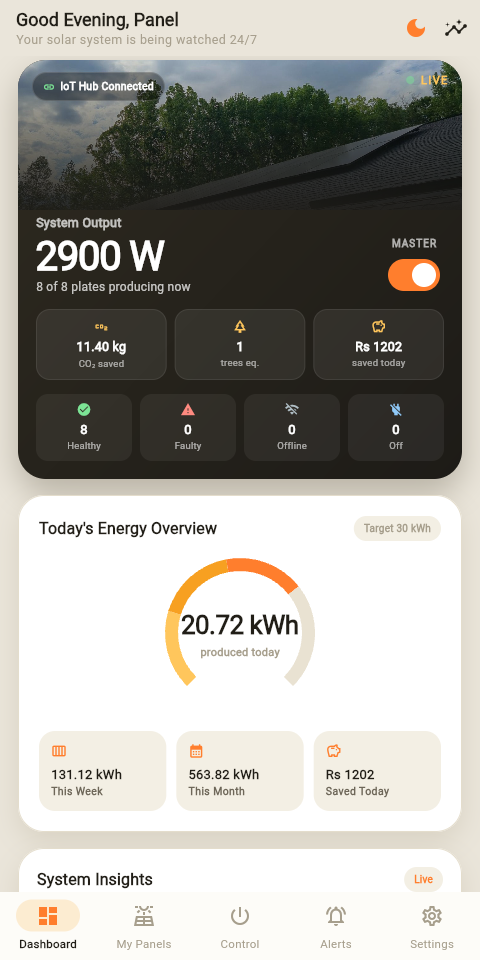 Good Evening, Panel
Your solar system is being watched 24/7
IoT Hub Connected
LIVE
System Output
2900 W
8 of 8 plates producing now
MASTER
CO₂
11.40 kg
CO₂ saved
1
trees eq.
Rs 1202
saved today
8
Healthy
0
Faulty
0
Offline
0
Off
Today's Energy Overview
Target 30 kWh
20.72 kWh
produced today
131.12 kWh
This Week
563.82 kWh
This Month
Rs 1202
Saved Today
System Insights
Live
Dashboard
My Panels
Control
Alerts
Settings